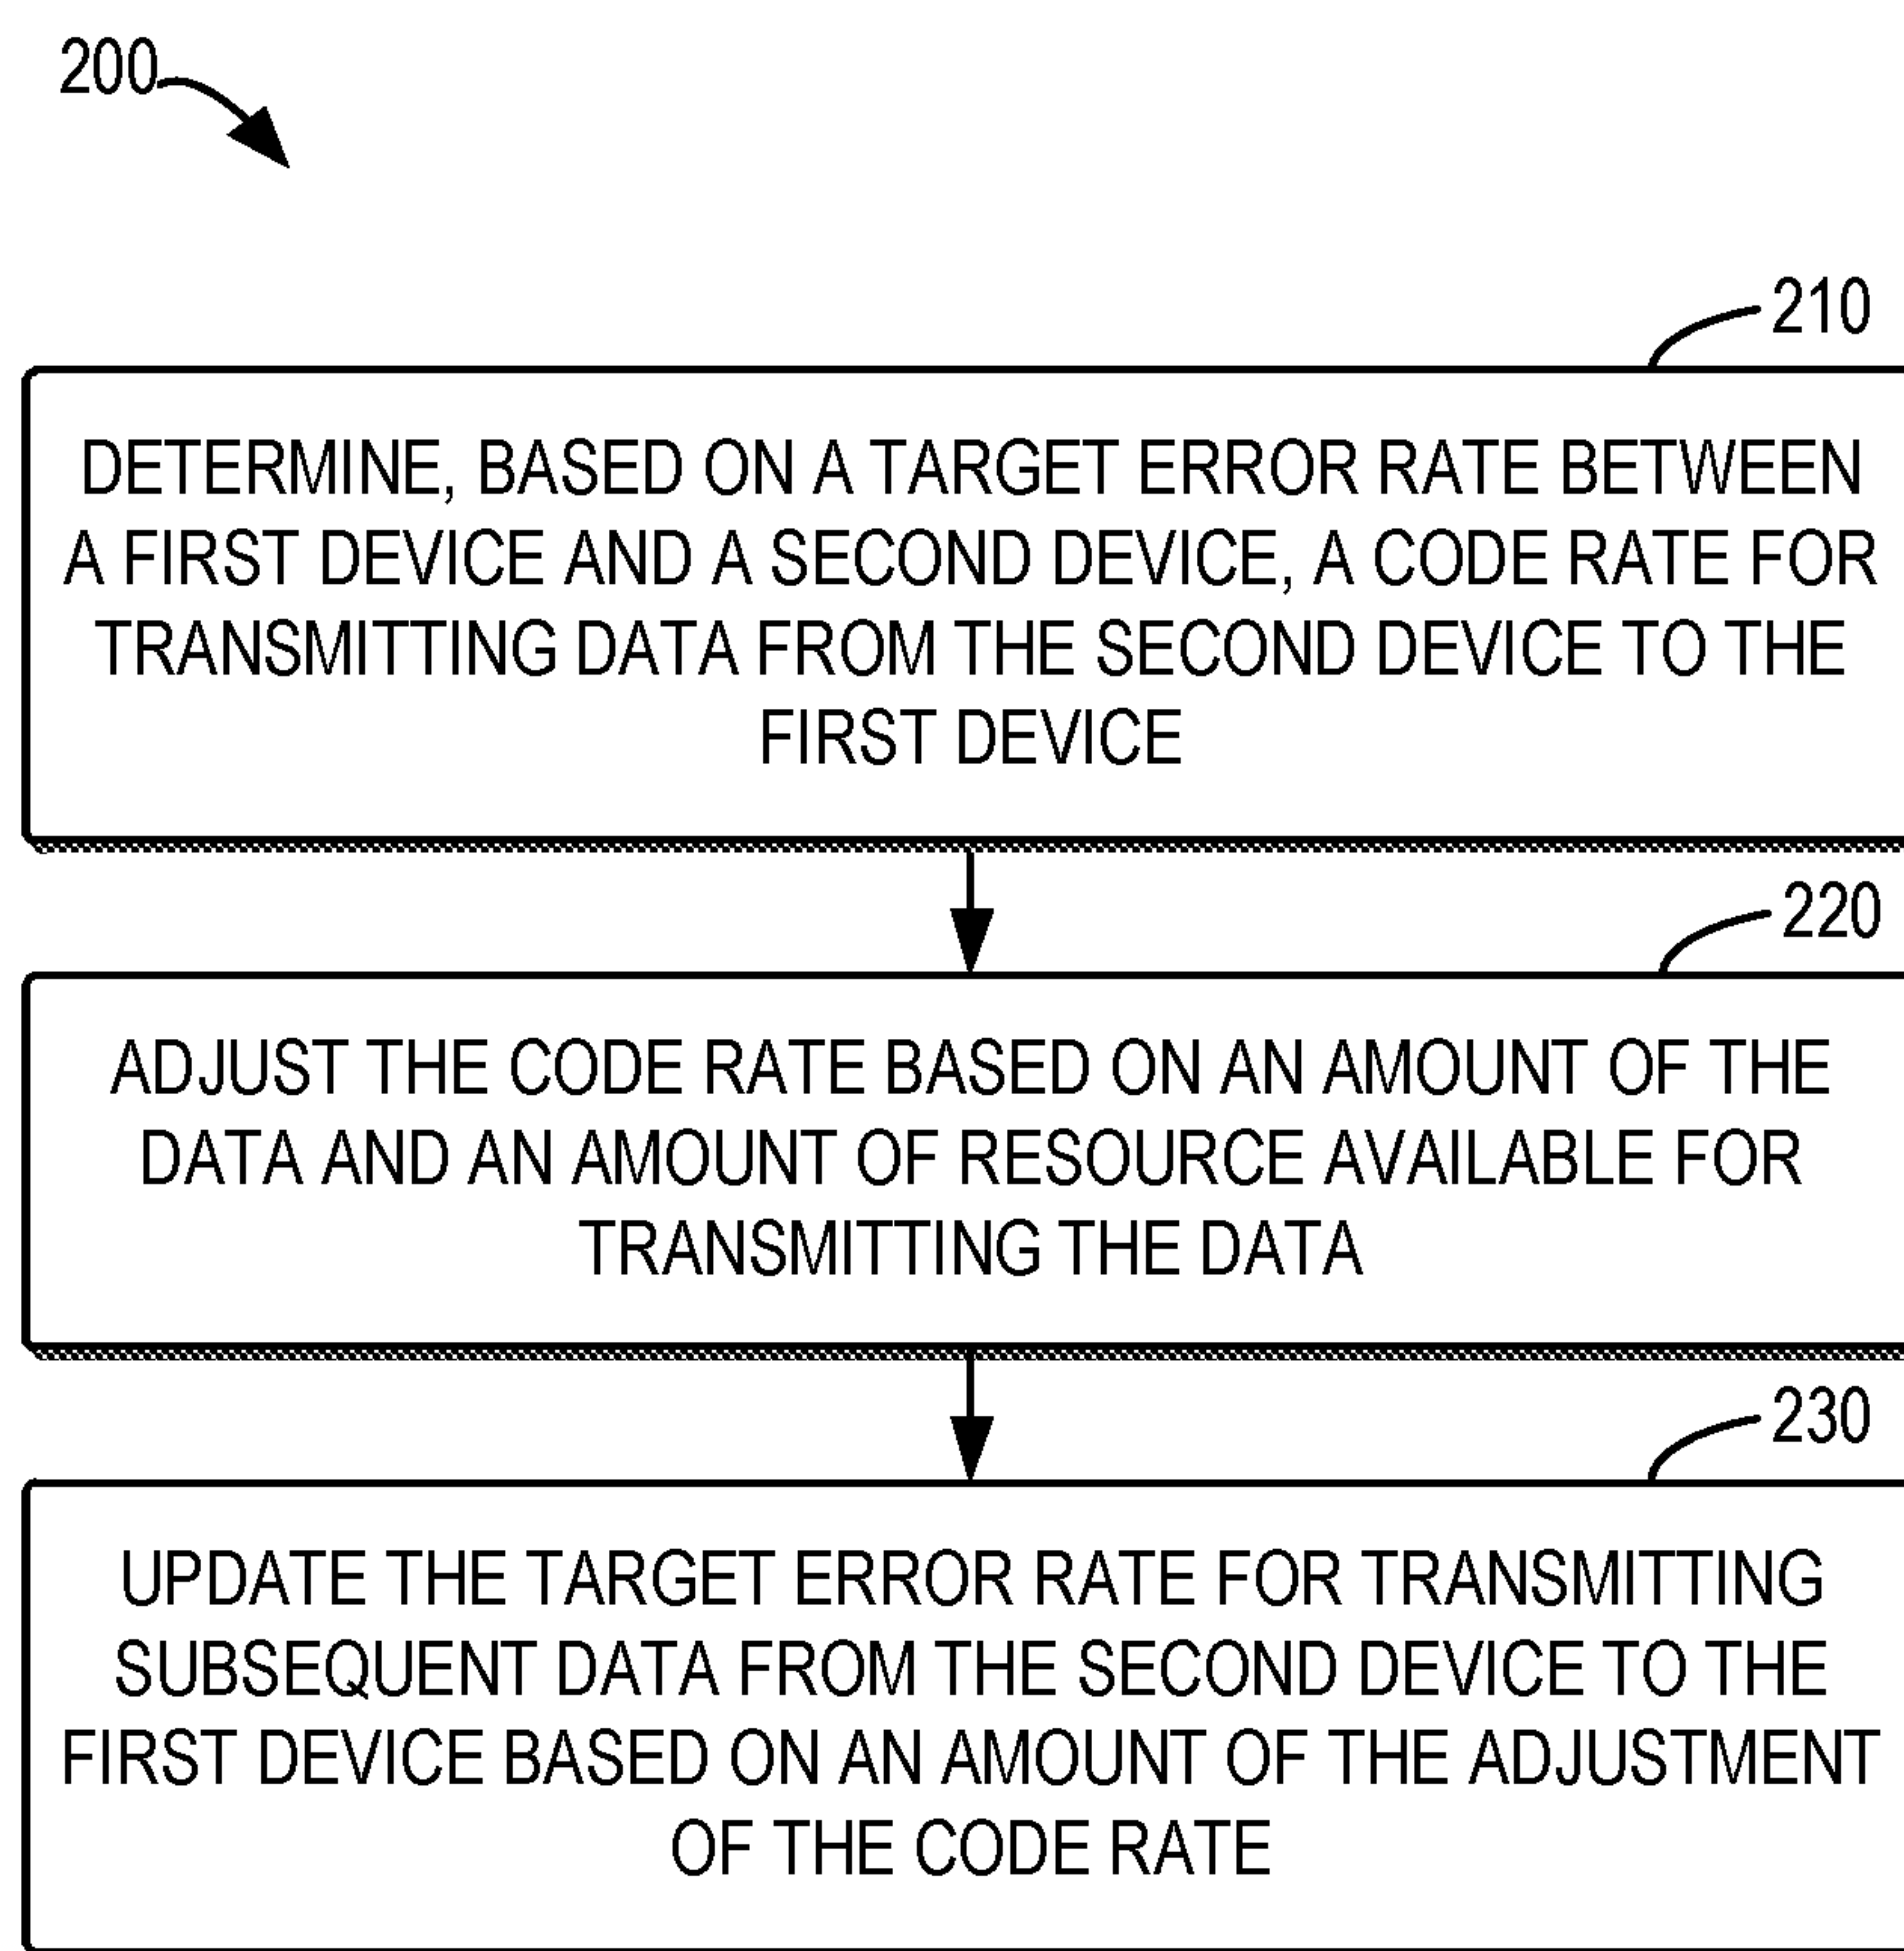 200
210
DETERMINE, BASED ON A TARGET ERROR RATE BETWEEN
A FIRST DEVICE AND A SECOND DEVICE, A CODE RATE FOR
TRANSMITTING DATA FROM THE SECOND DEVICE TO THE
FIRST DEVICE
220
ADJUST THE CODE RATE BASED ON AN AMOUNT OF THE
DATA AND AN AMOUNT OF RESOURCE AVAILABLE FOR
TRANSMITTING THE DATA
230
UPDATE THE TARGET ERROR RATE FOR TRANSMITTING
SUBSEQUENT DATA FROM THE SECOND DEVICE TO THE
FIRST DEVICE BASED ON AN AMOUNT OF THE ADJUSTMENT
OF THE CODE RATE